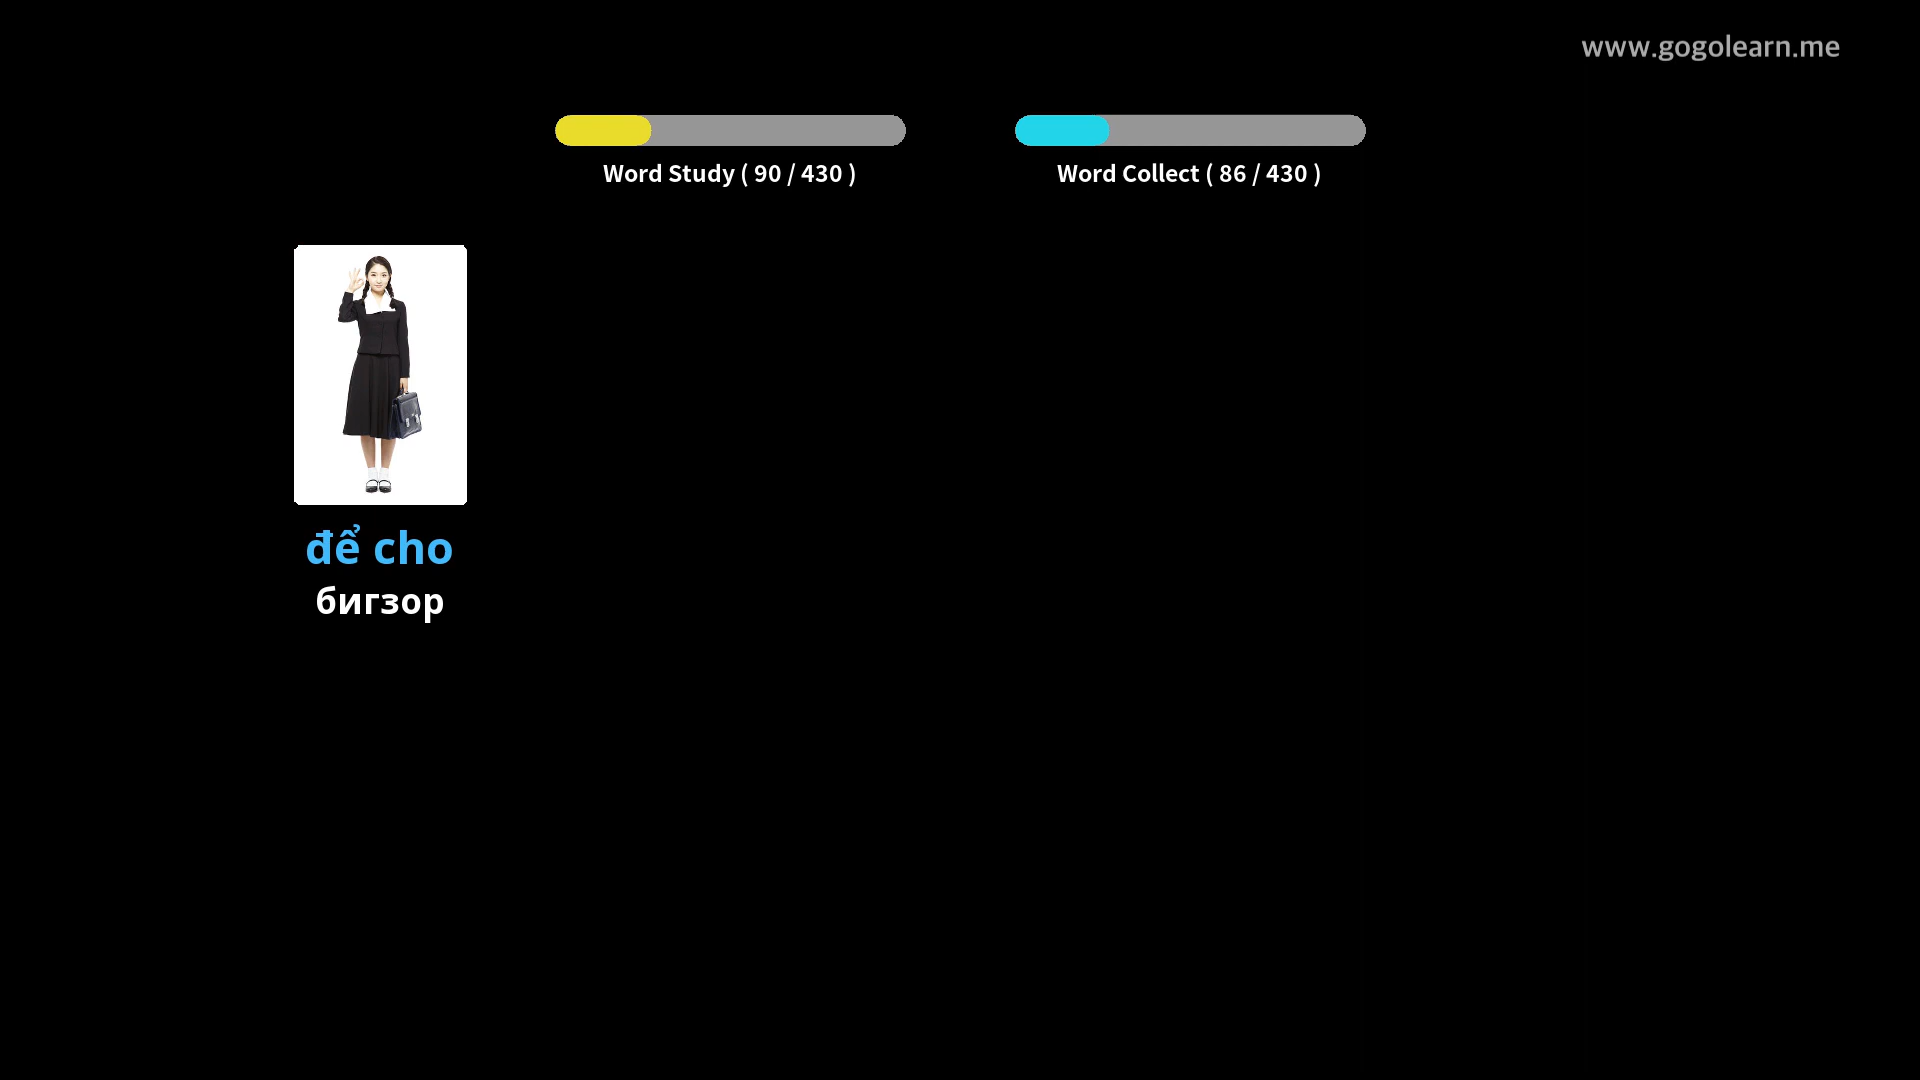 www.gogolearn.me
Word Study ( 90 / 430 )
Word Collect ( 86 / 430 )
để cho
бигзор